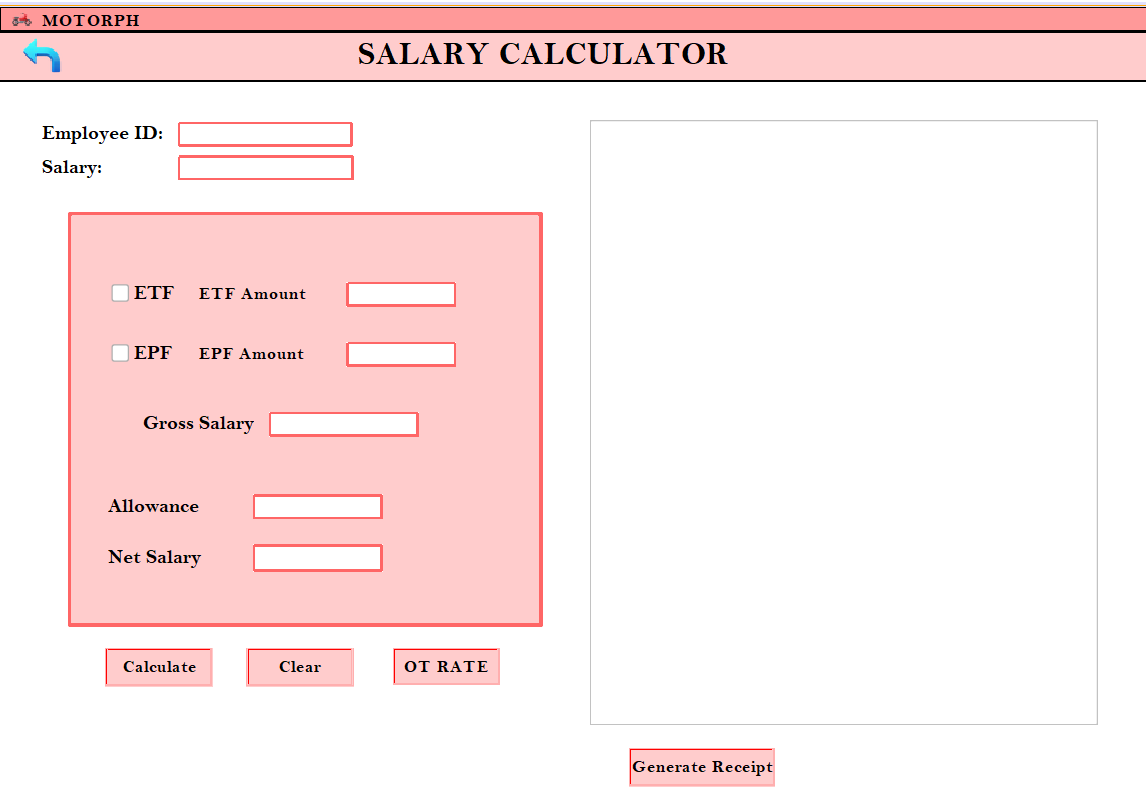 MOTORPH
SALARY CALCULATOR
Employee ID:
Salary:
ETF ETF Amount
EPF EPF Amount
Gross Salary
Allowance
Net Salary
Calculate Clear OT RATE
Generate Receipt